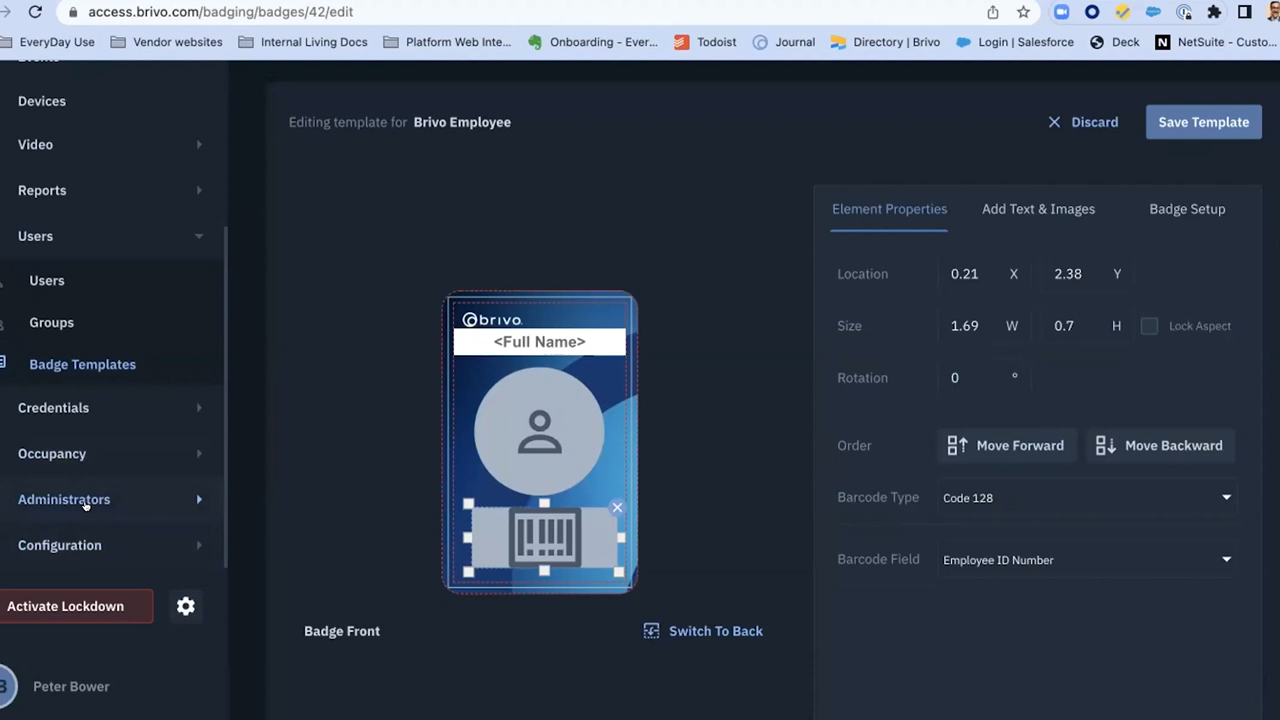 access.brivo.com/badging/badges/42/edit
EveryDay Use
Vendor websites
Internal Living Docs
Platform Web Inte...
Onboarding - Ever...
Todoist
Journal
Directory | Brivo
Login | Salesforce
Deck
NetSuite - Custo...
Events
Devices
Video
Reports
Users
Users
Groups
Badge Templates
Credentials
Occupancy
Administrators
Configuration
Activate Lockdown
Peter Bower
Editing template for Brivo Employee
Discard
Save Template
brivo.
<Full Name>
Badge Front
Switch To Back
Element Properties
Add Text & Images
Badge Setup
Location 0.21 X 2.38 Y
Size 1.69 W 0.7 H Lock Aspect
Rotation 0 °
Order Move Forward Move Backward
Barcode Type Code 128
Barcode Field Employee ID Number